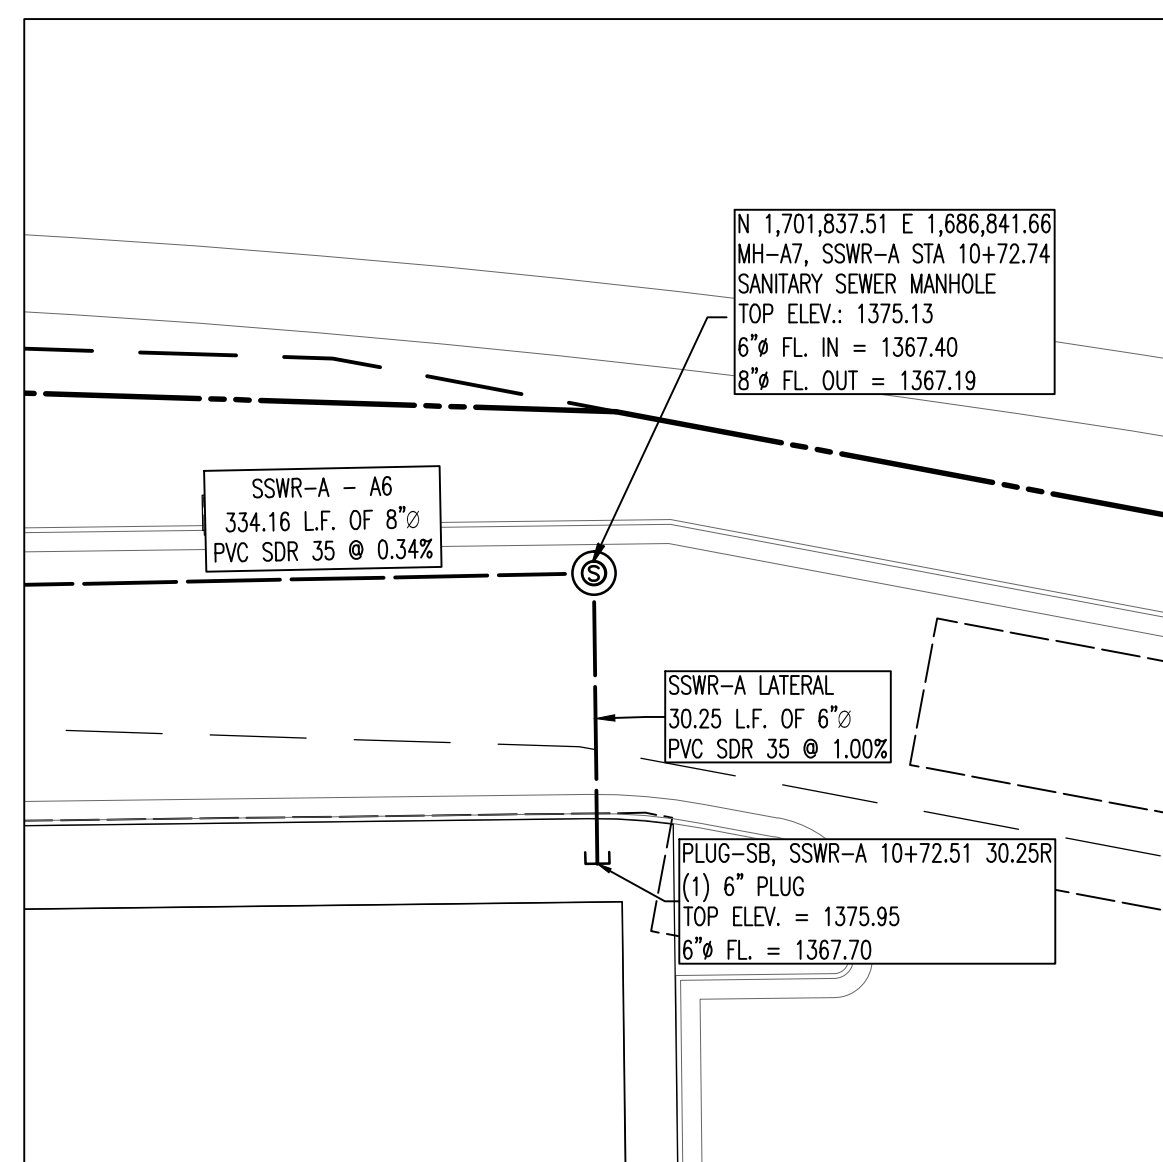 N 1,701,837.51 E 1,686,841.66
MH-A7, SSWR-A STA 10+72.74
SANITARY SEWER MANHOLE
TOP ELEV.: 1375.13
6"ø FL. IN = 1367.40
8"ø FL. OUT = 1367.19
SSWR-A - A6
334.16 L.F. OF 8"∅
PVC SDR 35 @ 0.34%
S
SSWR-A LATERAL
30.25 L.F. OF 6"∅
PVC SDR 35 @ 1.00%
PLUG-SB, SSWR-A 10+72.51 30.25R
(1) 6" PLUG
TOP ELEV. = 1375.95
6"ø FL. = 1367.70